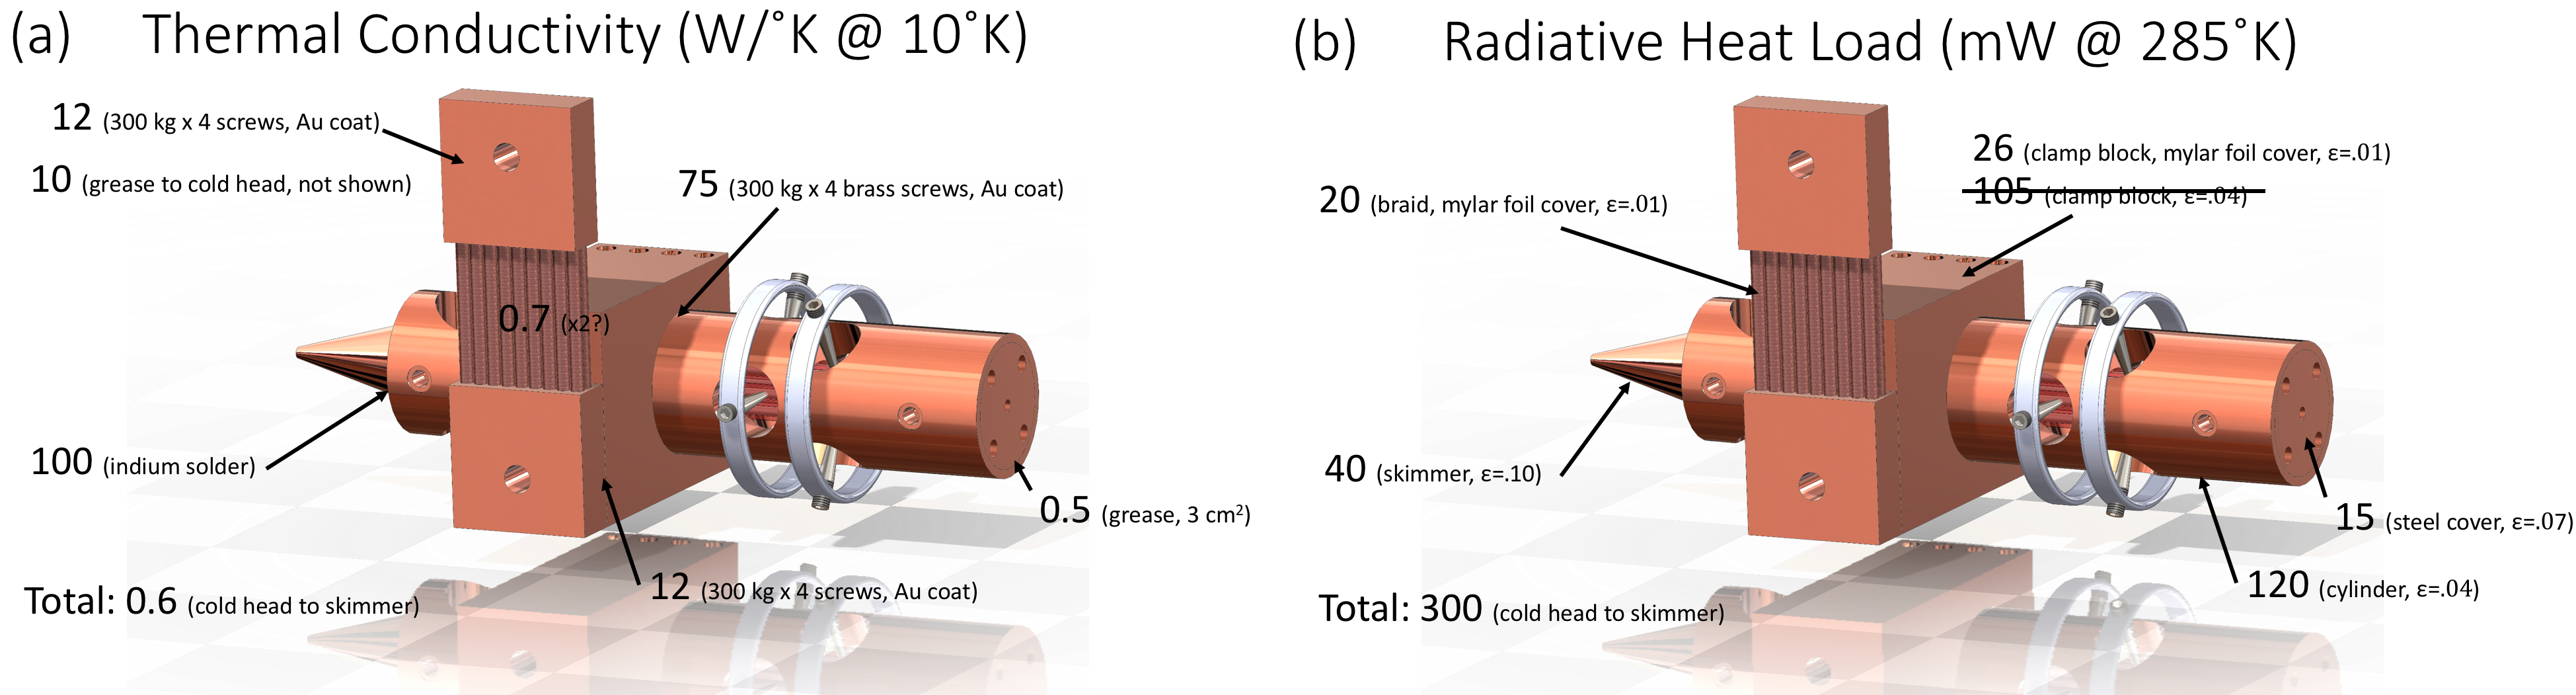 (a) Thermal Conductivity (W/˚K @ 10˚K)
12 (300 kg x 4 screws, Au coat)
10 (grease to cold head, not shown)
75 (300 kg x 4 brass screws, Au coat)
0.7 (x2?)
100 (indium solder)
0.5 (grease, 3 cm²)
12 (300 kg x 4 screws, Au coat)
Total: 0.6 (cold head to skimmer)
(b) Radiative Heat Load (mW @ 285˚K)
26 (clamp block, mylar foil cover, ε=.01)
105 (clamp block, ε=.04)
20 (braid, mylar foil cover, ε=.01)
40 (skimmer, ε=.10)
15 (steel cover, ε=.07)
120 (cylinder, ε=.04)
Total: 300 (cold head to skimmer)